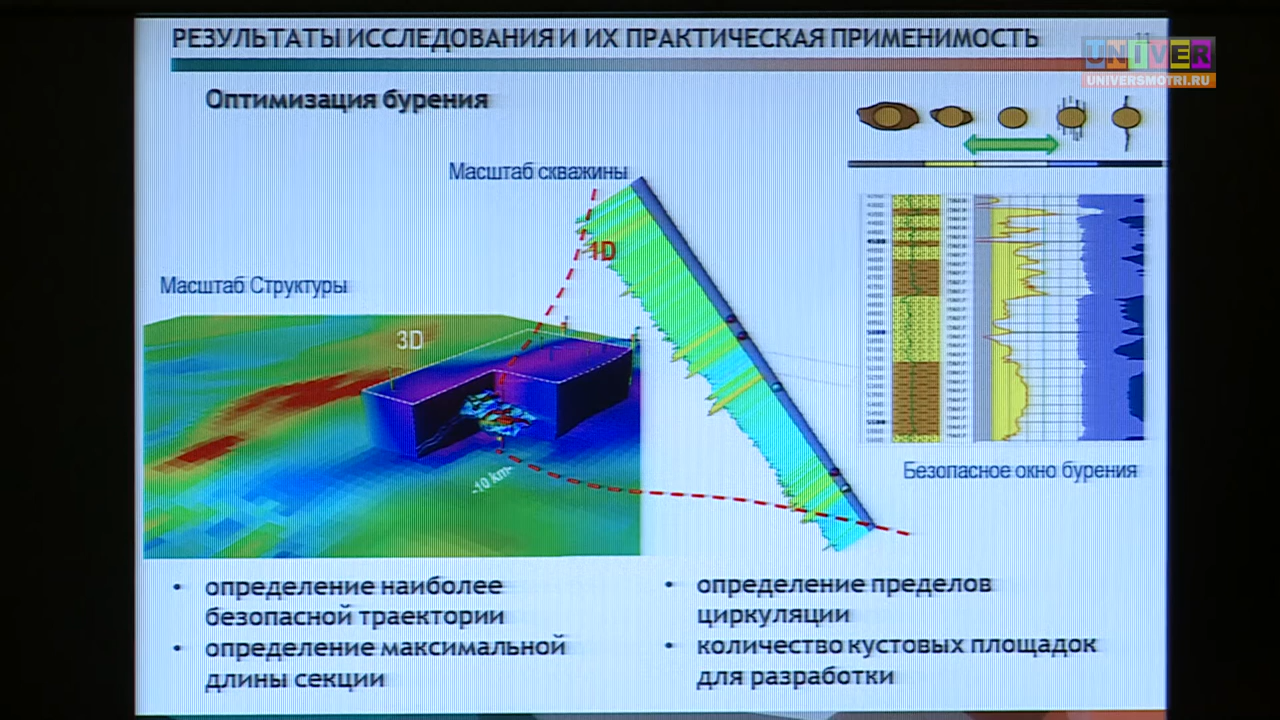 РЕЗУЛЬТАТЫ ИССЛЕДОВАНИЯ И ИХ ПРАКТИЧЕСКАЯ ПРИМЕНИМОСТЬ
11
UNIVER
UNIVERSMOTRI.RU
Оптимизация бурения
Масштаб скважины
1D
Масштаб Структуры
3D
-10 km-
Безопасное окно бурения
• определение наиболее
безопасной траектории
• определение максимальной
длины секции
• определение пределов
циркуляции
• количество кустовых площадок
для разработки